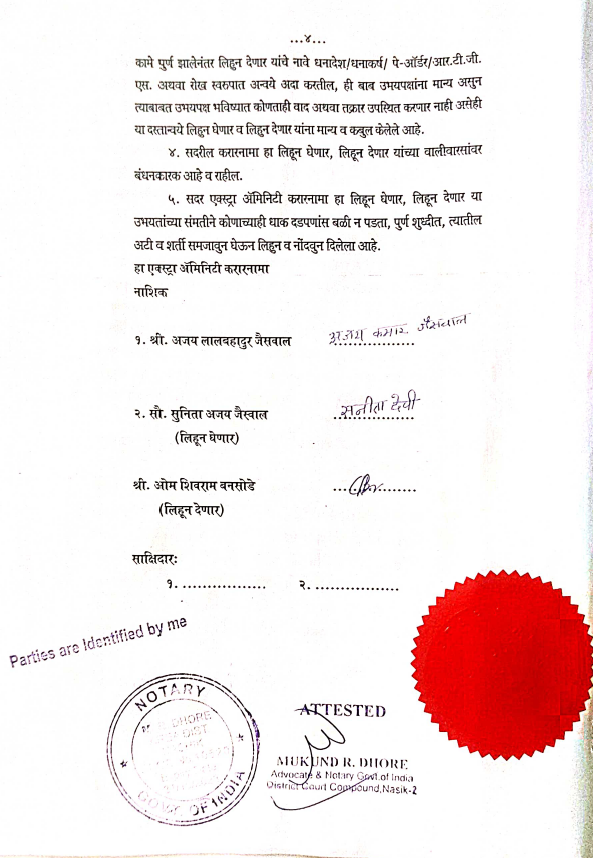 ...४...
कामे पुर्ण झालेनंतर लिहुन देणार यांचे नावे धनादेश/धनाकर्ष/ पे-ऑर्डर/आर.टी.जी.
एस. अथवा रोख स्वरुपात अन्वये अदा करतील, ही बाब उभयपक्षांना मान्य असुन
त्याबाबत उभयपक्ष भविष्यात कोणताही वाद अथवा तक्रार उपस्थित करणार नाही असेही
या दस्तान्वये लिहुन घेणार व लिहुन देणार यांना मान्य व कबुल केलेले आहे.
४. सदरील करारनामा हा लिहून घेणार, लिहून देणार यांच्या वालीवारसांवर
बंधनकारक आहे व राहील.
५. सदर एक्स्ट्रा ॲमिनिटी करारनामा हा लिहून घेणार, लिहून देणार या
उभयतांच्या संमतीने कोणाच्याही धाक दडपणांस बळी न पडता, पुर्ण शुध्दीत, त्यातील
अटी व शर्ती समजावुन घेऊन लिहुन व नोंदवुन दिलेला आहे.
हा एक्स्ट्रा ॲमिनिटी करारनामा
नाशिक
१. श्री. अजय लालबहादुर जैसवाल .................. अजय कुमार जैसवाल
२. सौ. सुनिता अजय जैस्वाल .................. सनीता देवी
(लिहून घेणार)
श्री. ओम शिवराम बनसोडे ..................
(लिहून देणार)
साक्षिदारः
१. .................. २. ..................
Parties are Identified by me
NOTARY
DHORE
DIST
GOVT OF INDIA
ATTESTED
MUKUND R. DHORE
Advocate & Notary Govt.of India
District Court Compound,Nasik-2